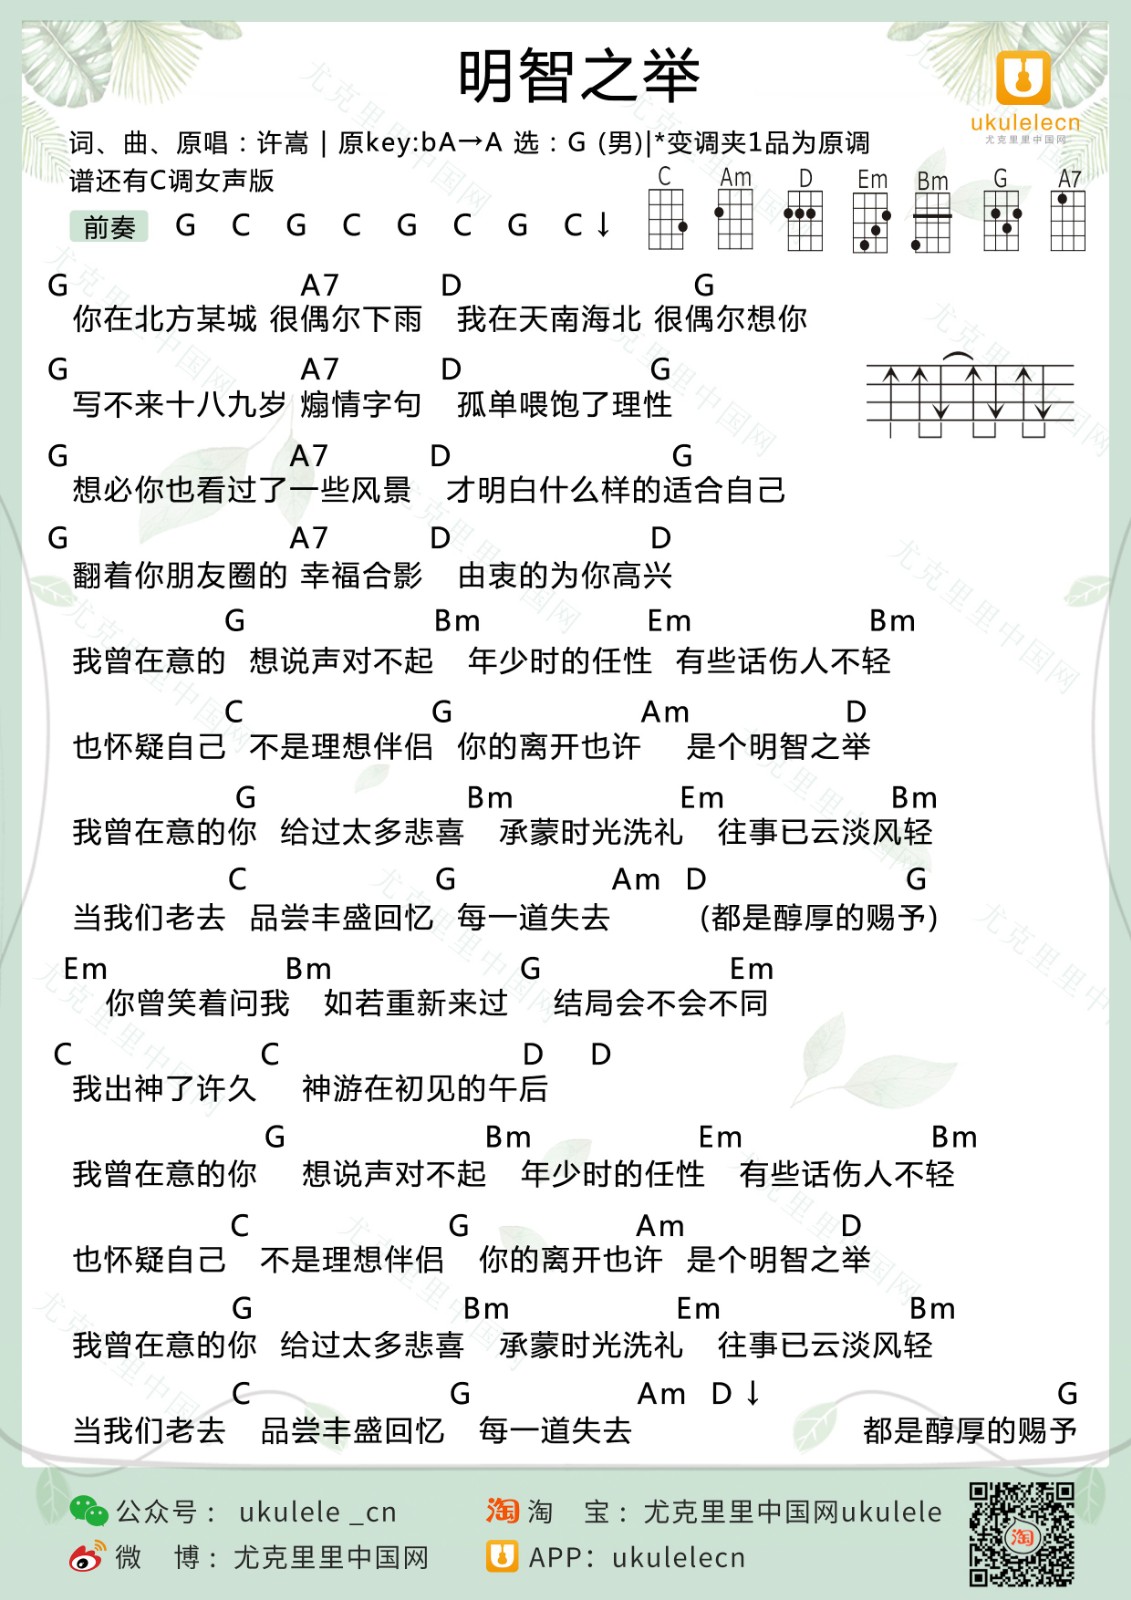 明智之举
ukulelecn
尤克里里中国网
词、曲、原唱：许嵩 | 原key:bA→A 选：G (男)|*变调夹1品为原调
谱还有C调女声版
C Am D Em Bm G A7
前奏 G C G C G C G C↓
G A7 D G
你在北方某城 很偶尔下雨 我在天南海北 很偶尔想你
G A7 D G
写不来十八九岁 煽情字句 孤单喂饱了理性
G A7 D G
想必你也看过了一些风景 才明白什么样的适合自己
G A7 D D
翻着你朋友圈的 幸福合影 由衷的为你高兴
G Bm Em Bm
我曾在意的 想说声对不起 年少时的任性 有些话伤人不轻
C G Am D
也怀疑自己 不是理想伴侣 你的离开也许 是个明智之举
G Bm Em Bm
我曾在意的你 给过太多悲喜 承蒙时光洗礼 往事已云淡风轻
C G Am D G
当我们老去 品尝丰盛回忆 每一道失去 (都是醇厚的赐予)
Em Bm G Em
你曾笑着问我 如若重新来过 结局会不会不同
C C D D
我出神了许久 神游在初见的午后
G Bm Em Bm
我曾在意的你 想说声对不起 年少时的任性 有些话伤人不轻
C G Am D
也怀疑自己 不是理想伴侣 你的离开也许 是个明智之举
G Bm Em Bm
我曾在意的你 给过太多悲喜 承蒙时光洗礼 往事已云淡风轻
C G Am D↓ G
当我们老去 品尝丰盛回忆 每一道失去 都是醇厚的赐予
公众号： ukulele _cn
淘 淘 宝：尤克里里中国网ukulele
微 博：尤克里里中国网
APP：ukulelecn
淘